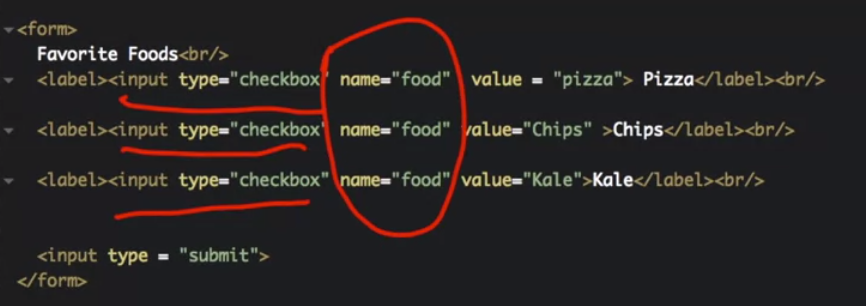 <form>
Favorite Foods<br/>
<label><input type="checkbox" name="food"  value = "pizza"> Pizza</label><br/>
<label><input type="checkbox" name="food" value="Chips" >Chips</label><br/>
<label><input type="checkbox" name="food" value="Kale">Kale</label><br/>
<input type = "submit">
</form>